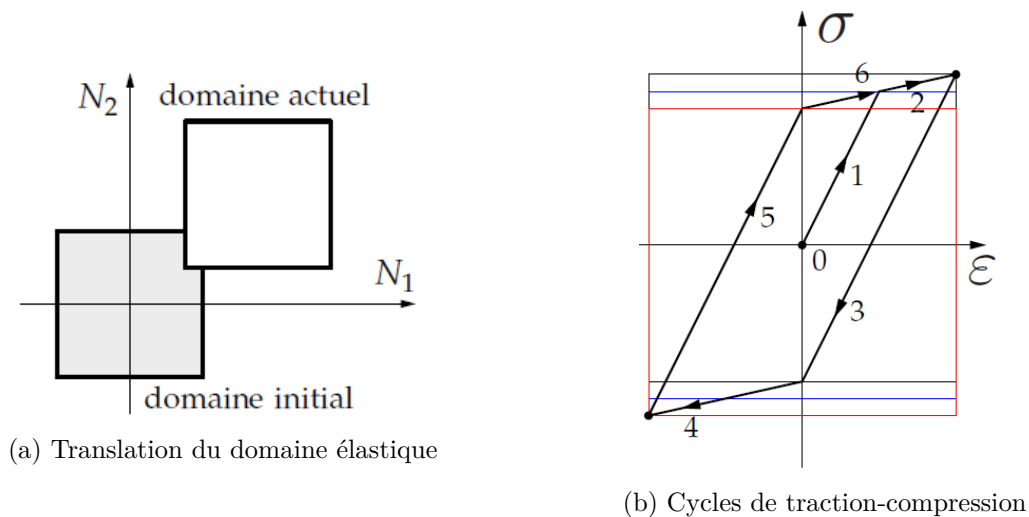 N₂
domaine actuel
N₁
domaine initial
(a) Translation du domaine élastique
σ
6
2
1
5
0
ε
3
4
(b) Cycles de traction-compression